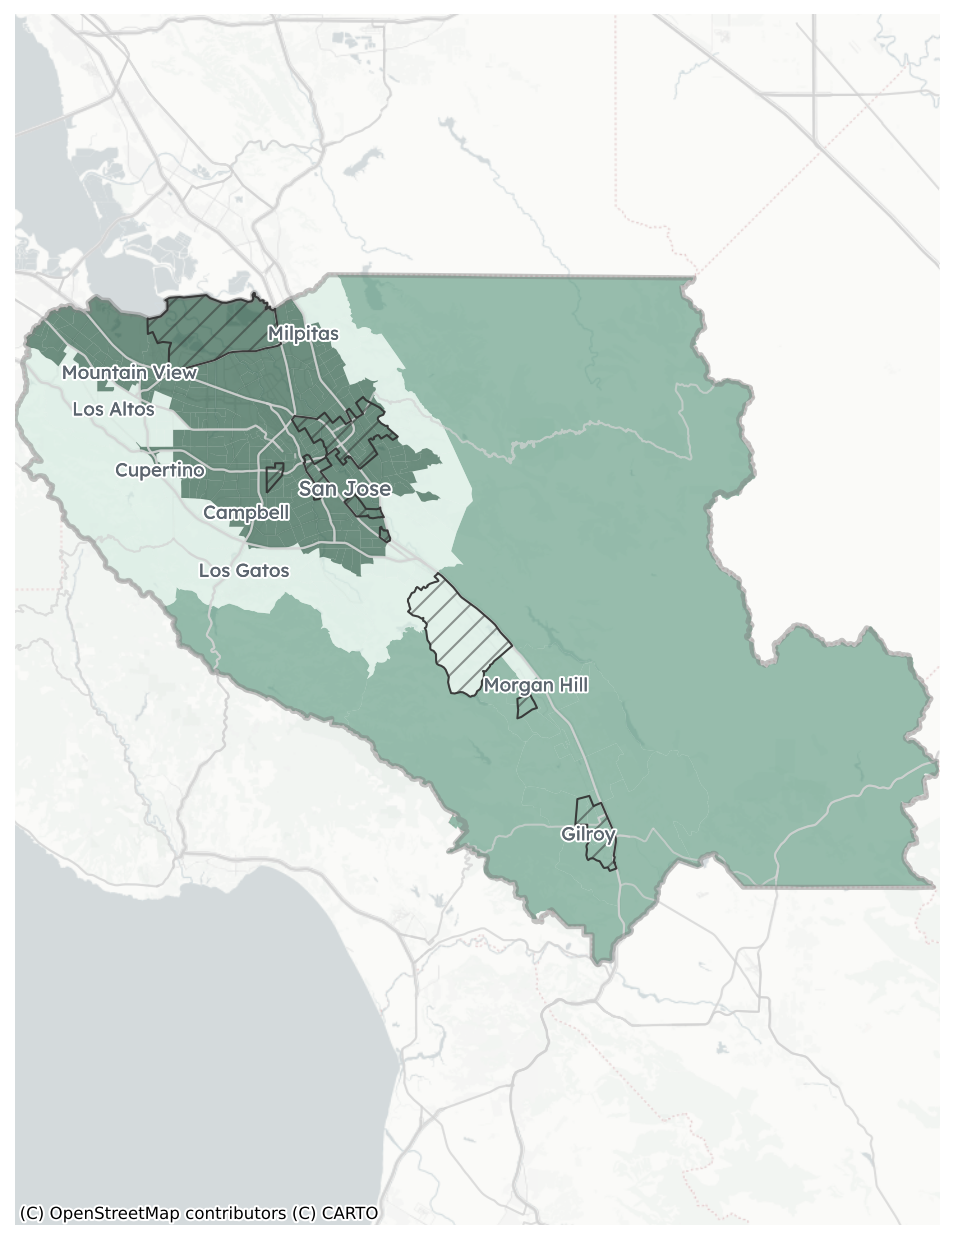 Milpitas
Mountain View
Los Altos
Cupertino
San Jose
Campbell
Los Gatos
Morgan Hill
Gilroy
(C) OpenStreetMap contributors (C) CARTO